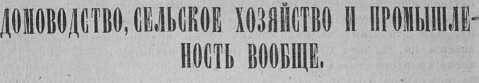 ДОМОВОДСТВО, СЕЛЬСКОЕ ХОЗЯЙСТВО И ПРОМЫШЛЕ-
НОСТЬ ВООБЩЕ.